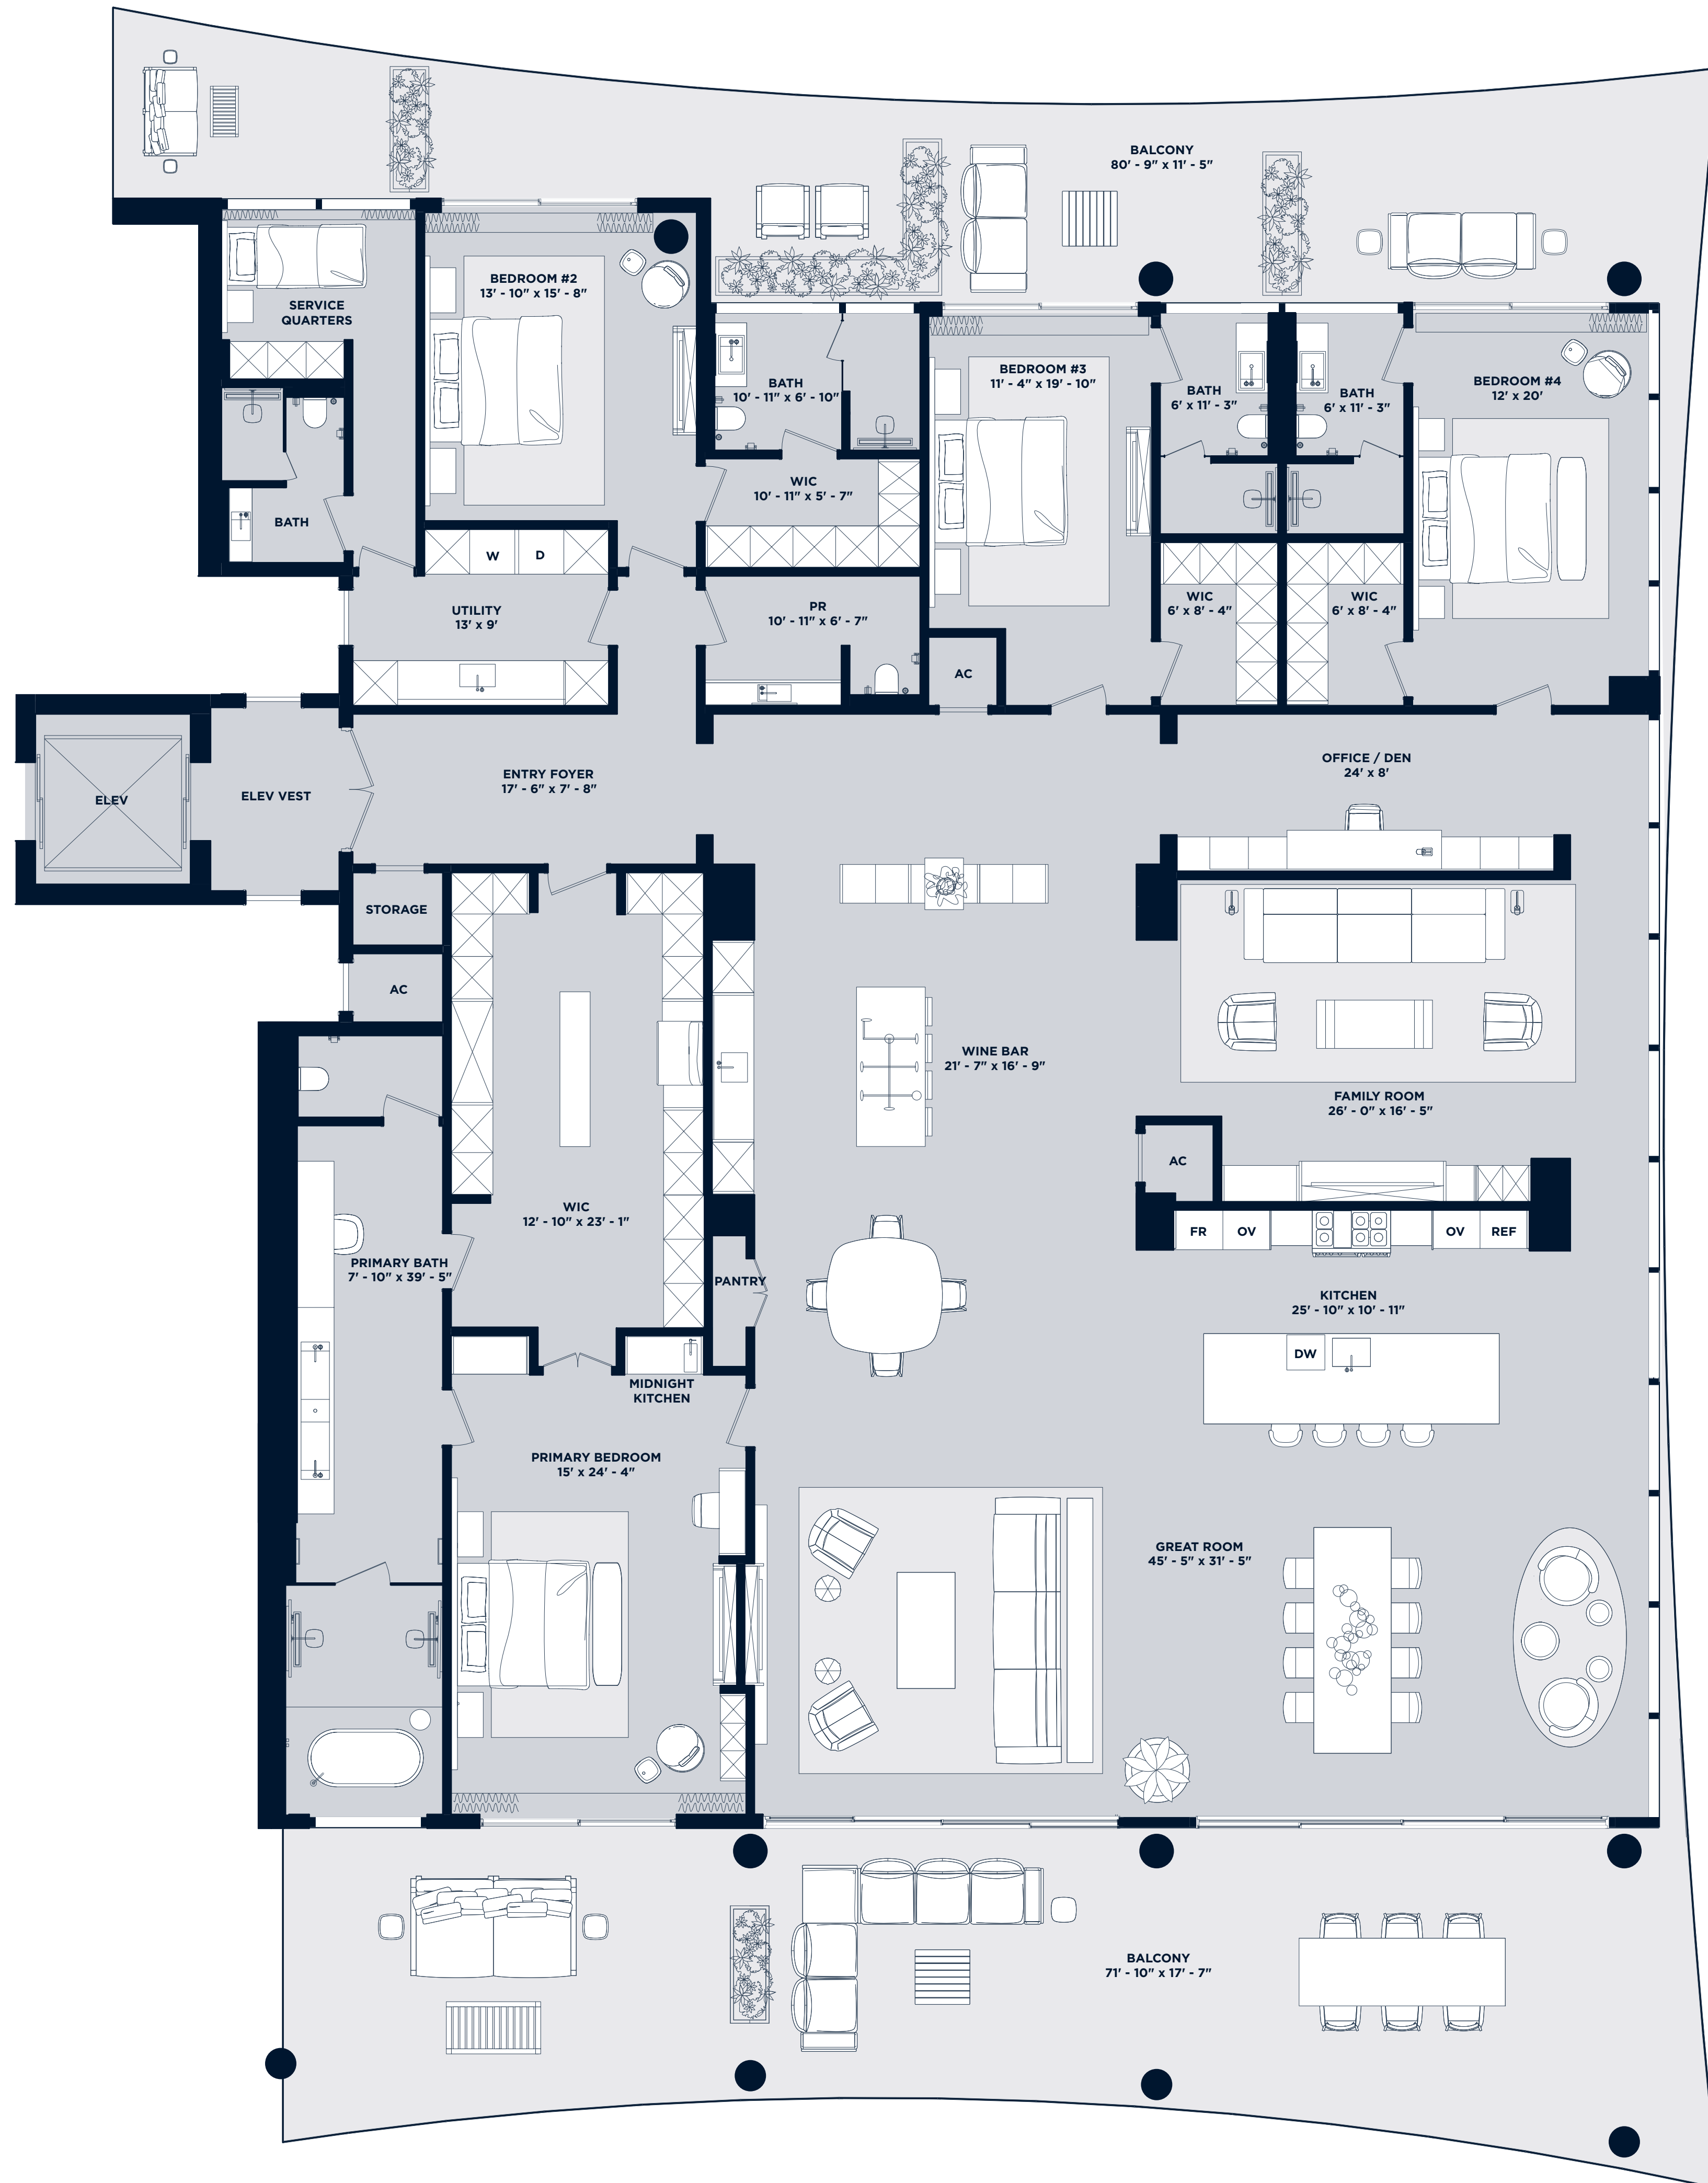 BALCONY
80' - 9" x 11' - 5"
BEDROOM #2
13' - 10" x 15' - 8"
SERVICE
QUARTERS
BATH
10' - 11" x 6' - 10"
BEDROOM #3
11' - 4" x 19' - 10"
BATH
6' x 11' - 3"
BATH
6' x 11' - 3"
BEDROOM #4
12' x 20'
WIC
10' - 11" x 5' - 7"
BATH
W
D
UTILITY
13' x 9'
PR
10' - 11" x 6' - 7"
WIC
6' x 8' - 4"
WIC
6' x 8' - 4"
AC
ELEV
ELEV VEST
ENTRY FOYER
17' - 6" x 7' - 8"
OFFICE / DEN
24' x 8'
STORAGE
AC
WINE BAR
21' - 7" x 16' - 9"
FAMILY ROOM
26' - 0" x 16' - 5"
AC
WIC
12' - 10" x 23' - 1"
FR
OV
OV
REF
PRIMARY BATH
7' - 10" x 39' - 5"
PANTRY
KITCHEN
25' - 10" x 10' - 11"
DW
MIDNIGHT
KITCHEN
PRIMARY BEDROOM
15' x 24' - 4"
GREAT ROOM
45' - 5" x 31' - 5"
BALCONY
71' - 10" x 17' - 7"